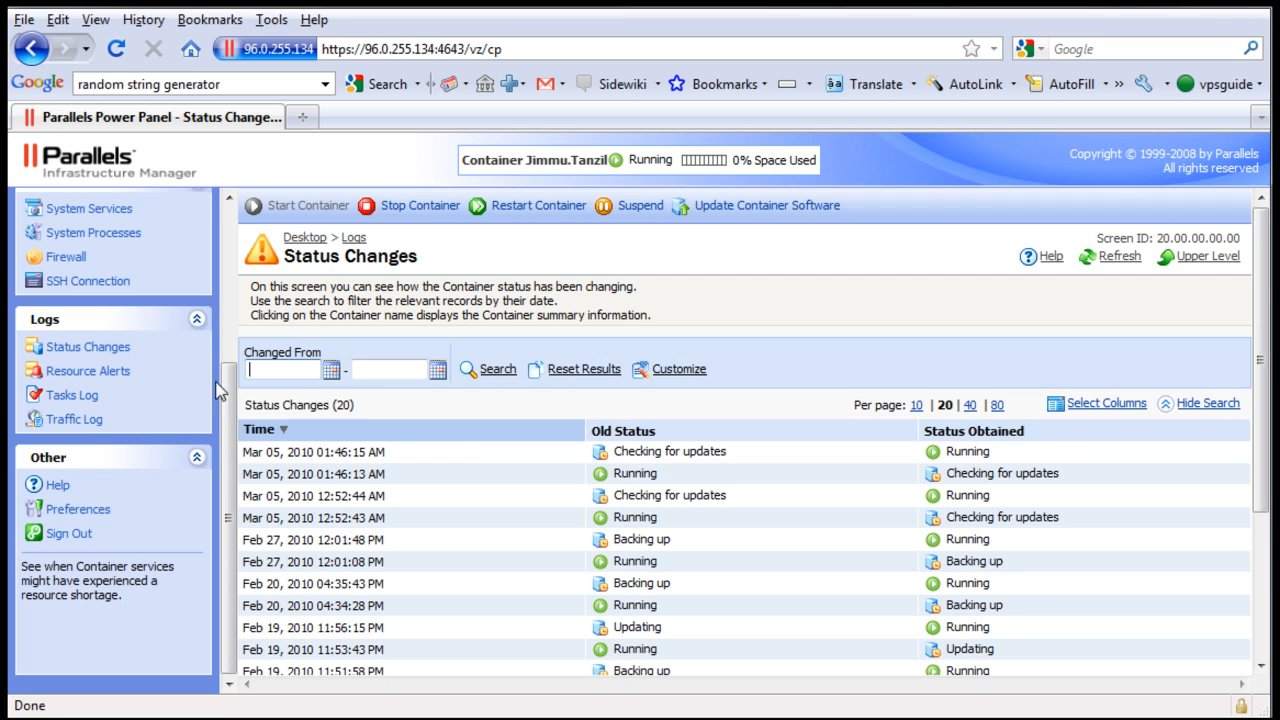 File Edit View History Bookmarks Tools Help
96.0.255.134 https://96.0.255.134:4643/vz/cp Google
Google random string generator Search Sidewiki Bookmarks Translate AutoLink AutoFill vpsguide
Parallels Power Panel - Status Change...
Parallels
Infrastructure Manager
Container Jimmu.Tanzil Running 0% Space Used
Copyright © 1999-2008 by Parallels
All rights reserved
System Services
System Processes
Firewall
SSH Connection
Logs
Status Changes
Resource Alerts
Tasks Log
Traffic Log
Other
Help
Preferences
Sign Out
See when Container services
might have experienced a
resource shortage.
Start Container Stop Container Restart Container Suspend Update Container Software
Desktop > Logs
Status Changes
Screen ID: 20.00.00.00.00
Help Refresh Upper Level
On this screen you can see how the Container status has been changing.
Use the search to filter the relevant records by their date.
Clicking on the Container name displays the Container summary information.
Changed From
- Search Reset Results Customize
Status Changes (20) Per page: 10 | 20 | 40 | 80 Select Columns Hide Search
Time Old Status Status Obtained
Mar 05, 2010 01:46:15 AM Checking for updates Running
Mar 05, 2010 01:46:13 AM Running Checking for updates
Mar 05, 2010 12:52:44 AM Checking for updates Running
Mar 05, 2010 12:52:43 AM Running Checking for updates
Feb 27, 2010 12:01:48 PM Backing up Running
Feb 27, 2010 12:01:08 PM Running Backing up
Feb 20, 2010 04:35:43 PM Backing up Running
Feb 20, 2010 04:34:28 PM Running Backing up
Feb 19, 2010 11:56:15 PM Updating Running
Feb 19, 2010 11:53:43 PM Running Updating
Feb 19, 2010 11:51:58 PM Backing up Running
Done